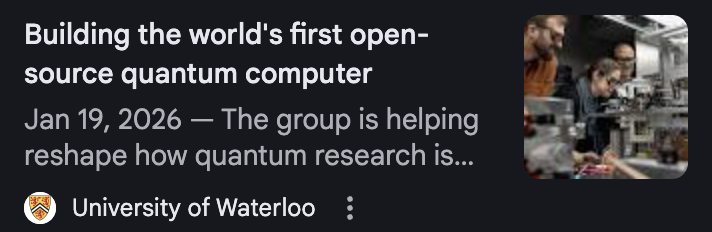 Building the world's first open-
source quantum computer
Jan 19, 2026 — The group is helping
reshape how quantum research is...
University of Waterloo